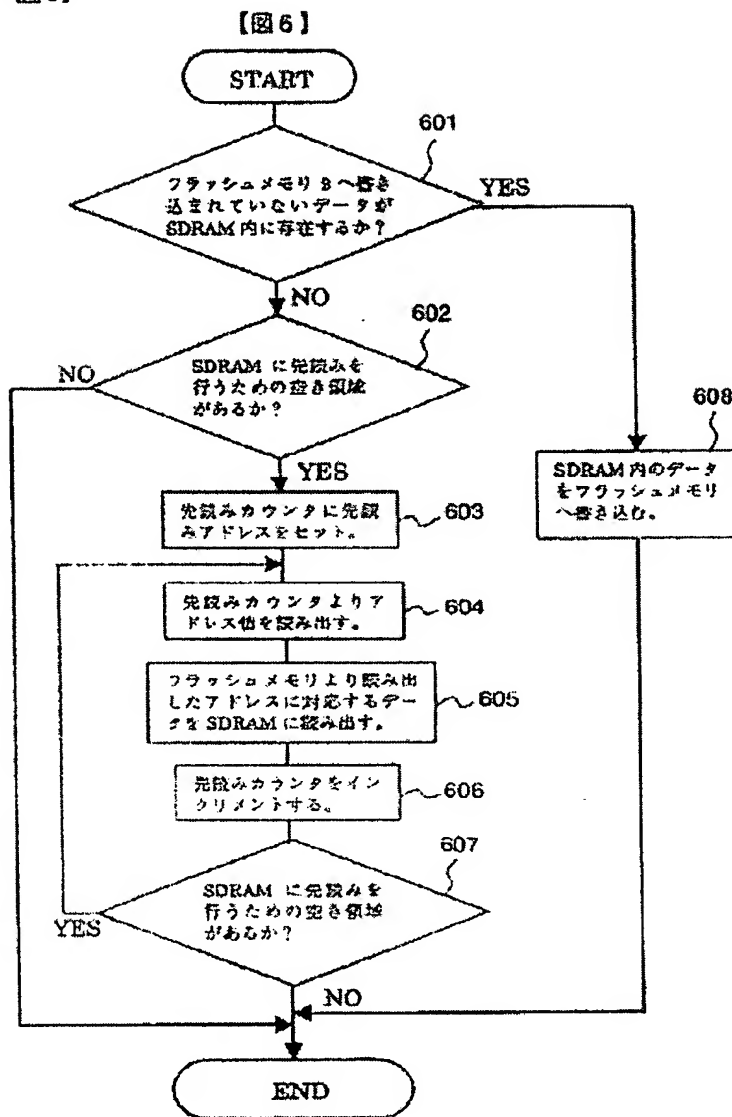 【図6】
START
601
フラッシュメモリ3へ書き
込まれていないデータが
SDRAM内に存在するか？
YES
NO
602
SDRAMに先読みを
行うための空き領域
があるか？
NO
YES
608
SDRAM内のデータ
をフラッシュメモリ
へ書き込む。
先読みカウンタに先読
みアドレスをセット。
603
先読みカウンタよりア
ドレス値を読み出す。
604
フラッシュメモリより読み出
したアドレスに対応するデー
タをSDRAMに読み出す。
605
先読みカウンタをイン
クリメントする。
606
607
SDRAMに先読みを
行うための空き領域
があるか？
YES
NO
END